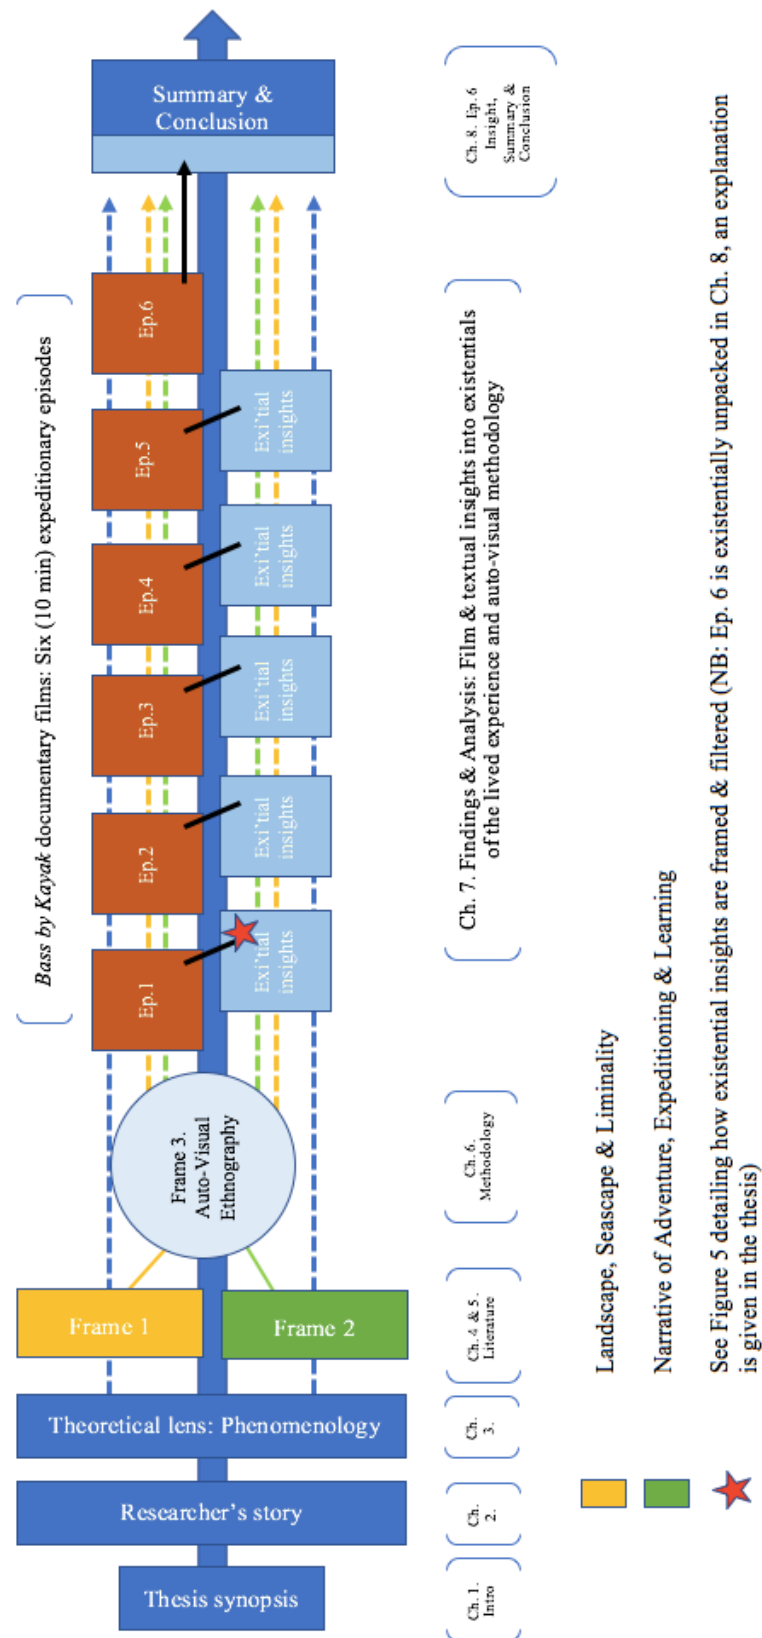 Thesis synopsis
Researcher's story
Theoretical lens: Phenomenology
Frame 1
Frame 2
Frame 3.
Auto-Visual
Ethnography
Bass by Kayak documentary films: Six (10 min) expeditionary episodes
Ep.1
Ep.2
Ep.3
Ep.4
Ep.5
Ep.6
Exi'tial
insights
Exi'tial
insights
Exi'tial
insights
Exi'tial
insights
Exi'tial
insights
Summary &
Conclusion
Ch. 1.
Intro
Ch.
2.
Ch.
3.
Ch. 4 & 5.
Literature
Ch. 6.
Methodology
Ch. 7. Findings & Analysis: Film & textual insights into existentials
of the lived experience and auto-visual methodology
Ch. 8. Ep. 6
Insight,
Summary &
Conclusion
Landscape, Seascape & Liminality
Narrative of Adventure, Expeditioning & Learning
See Figure 5 detailing how existential insights are framed & filtered (NB: Ep. 6 is existentially unpacked in Ch. 8, an explanation
is given in the thesis)